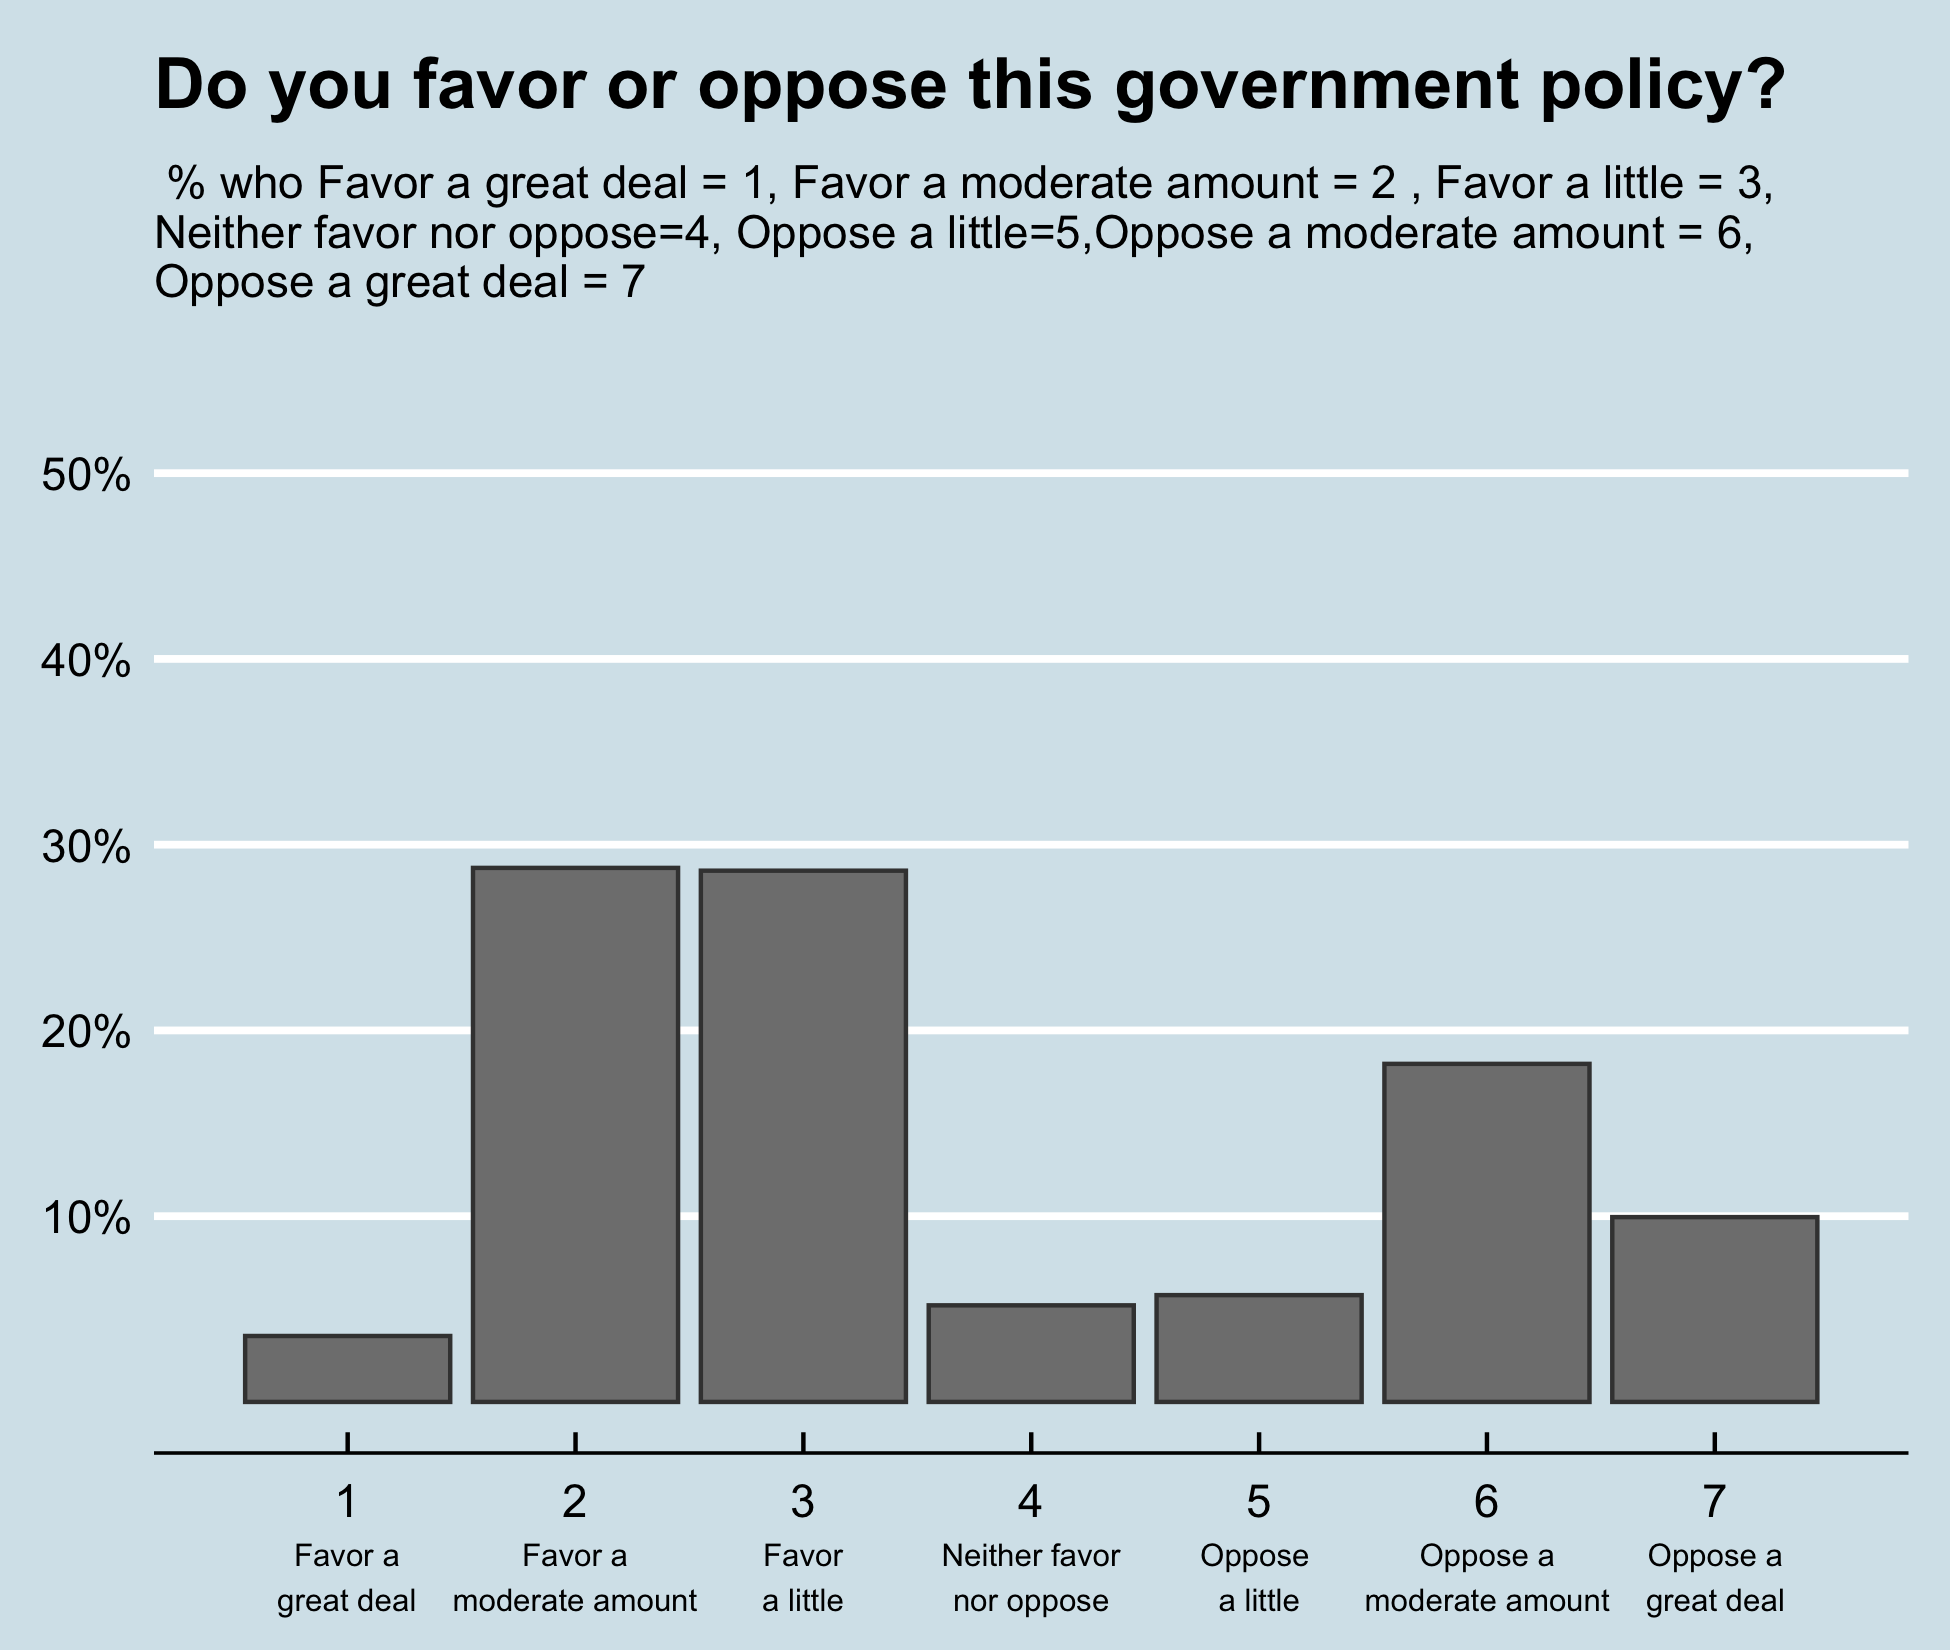 Do you favor or oppose this government policy?
% who Favor a great deal = 1, Favor a moderate amount = 2 , Favor a little = 3,
Neither favor nor oppose=4, Oppose a little=5,Oppose a moderate amount = 6,
Oppose a great deal = 7
50%
40%
30%
20%
10%
1 2 3 4 5 6 7
Favor a Favor a Favor Neither favor Oppose Oppose a Oppose a
great deal moderate amount a little nor oppose a little moderate amount great deal